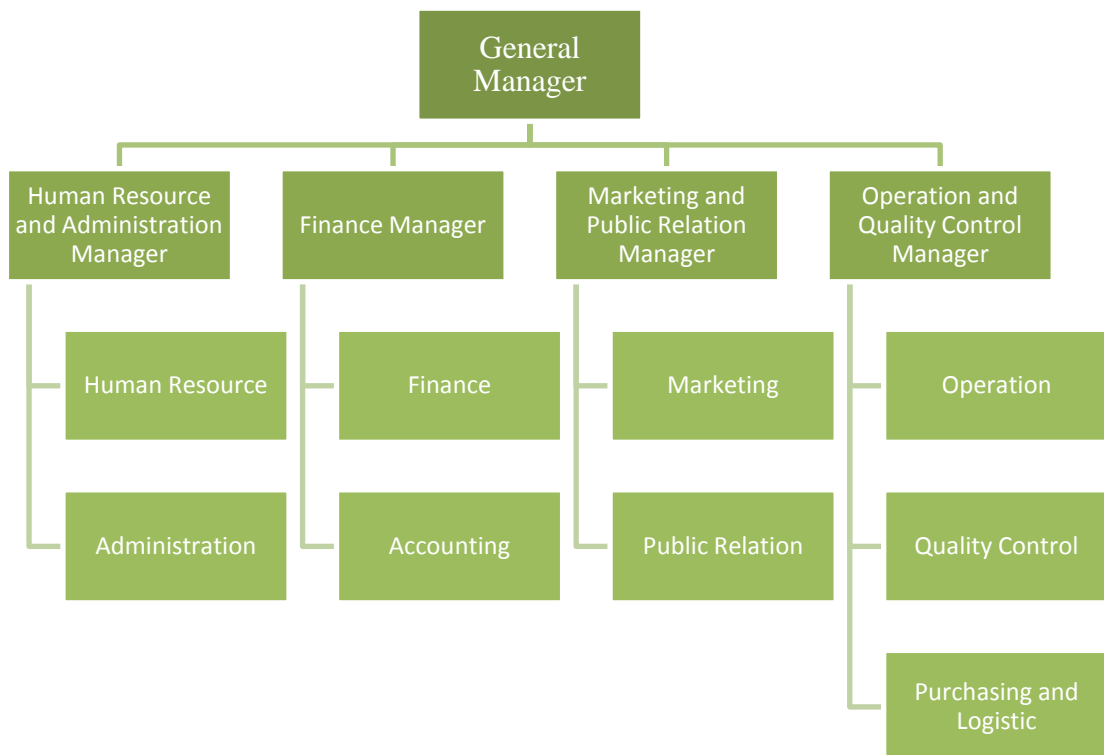 General
Manager
Human Resource
and Administration
Manager
Finance Manager
Marketing and
Public Relation
Manager
Operation and
Quality Control
Manager
Human Resource
Finance
Marketing
Operation
Administration
Accounting
Public Relation
Quality Control
Purchasing and
Logistic